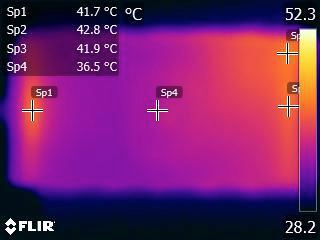 Sp1 41.7 °C °C 52.3
Sp2 42.8 °C
Sp3 41.9 °C
Sp4 36.5 °C
Sp1 Sp4
FLIR 28.2